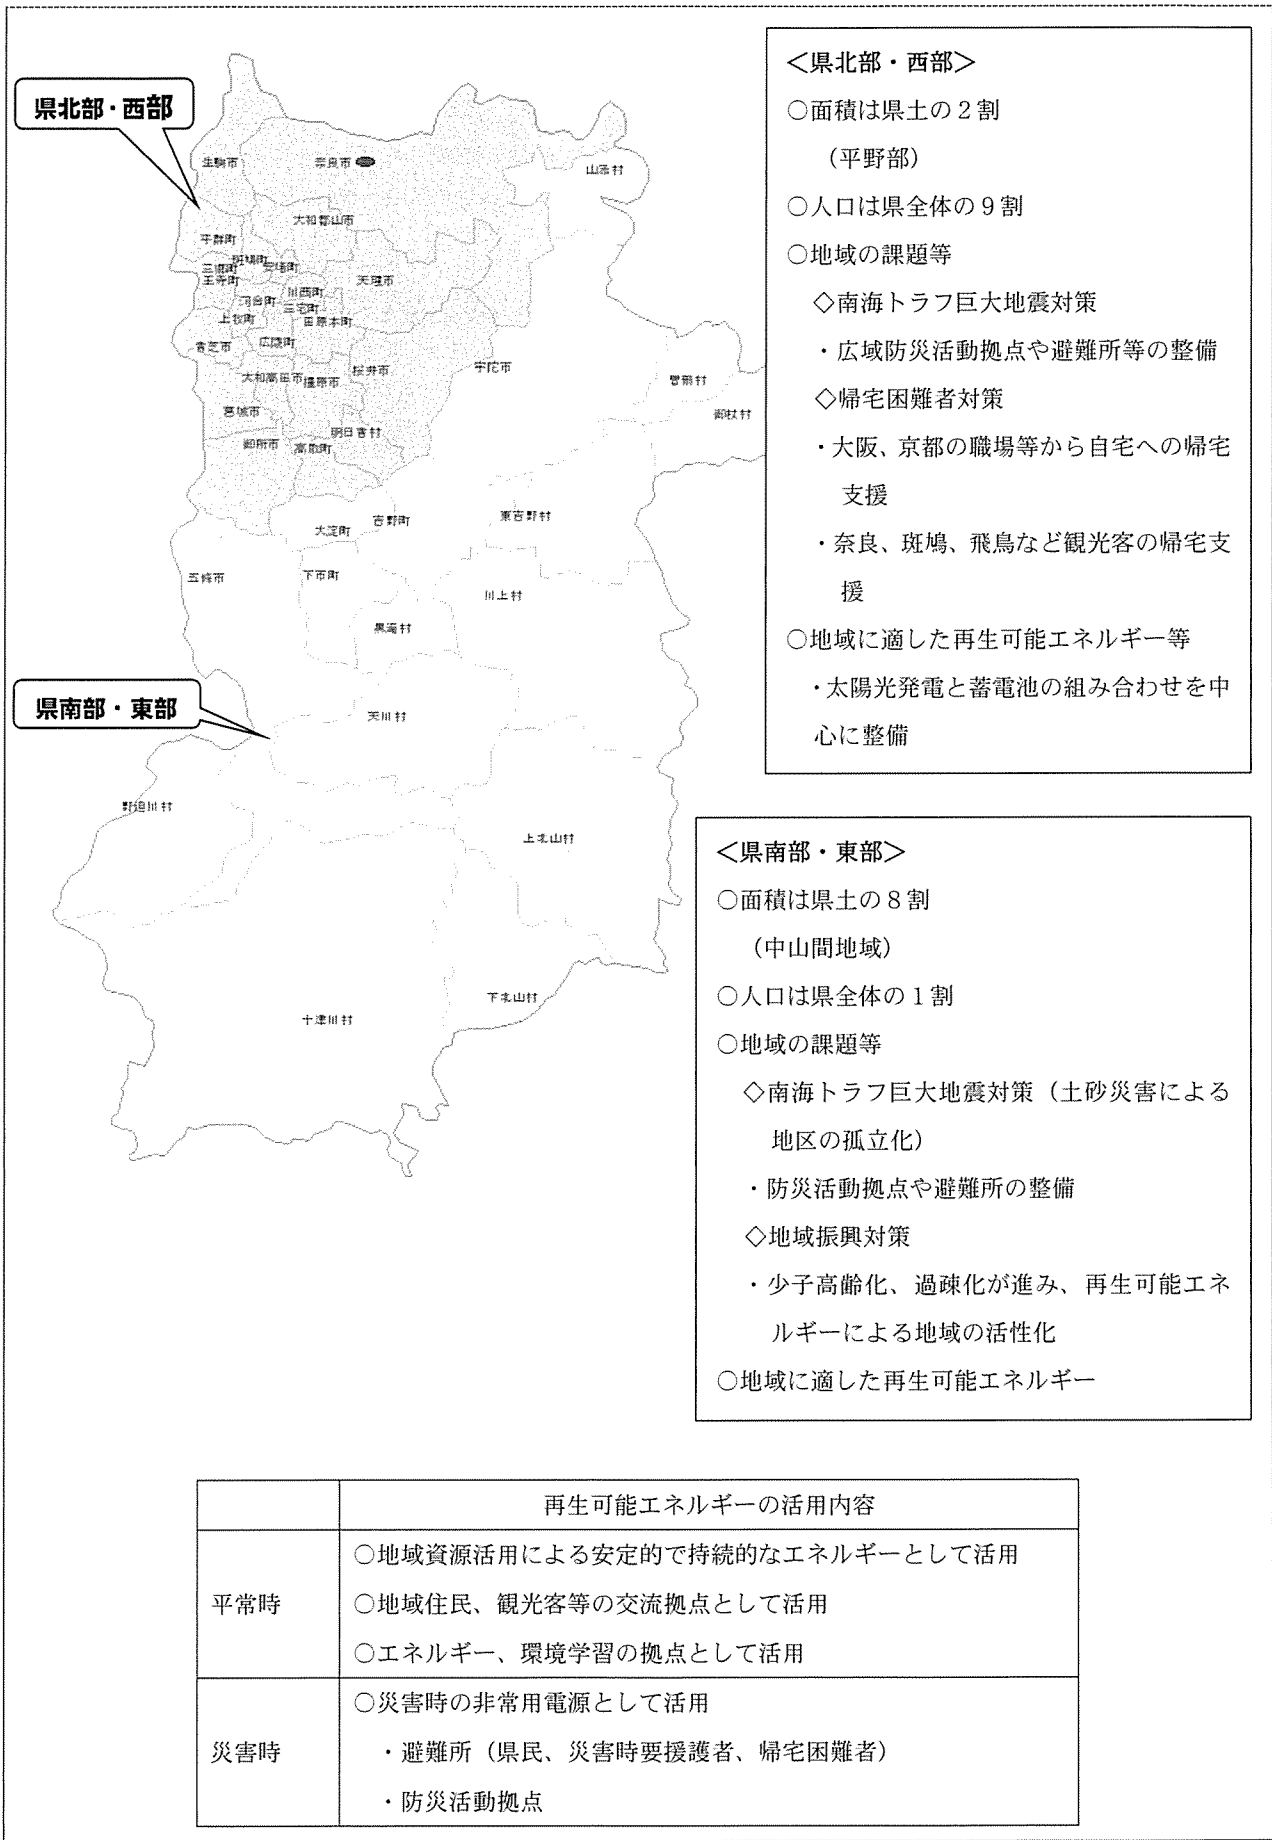 県北部・西部
生駒市
奈良市
山添村
大和郡山市
平群町
斑鳩町
安堵町
三郷町
王寺町
天理市
川西町
河合町
三宅町
上牧町
田原本町
香芝市
広陵町
宇陀市
桜井市
大和高田市
橿原市
曽爾村
御杖村
葛城市
明日香村
御所市
高取町
吉野町
大淀町
東吉野村
五條市
下市町
川上村
黒滝村
県南部・東部
天川村
野迫川村
上北山村
下北山村
十津川村
＜県北部・西部＞
○面積は県土の２割
（平野部）
○人口は県全体の９割
○地域の課題等
◇南海トラフ巨大地震対策
・広域防災活動拠点や避難所等の整備
◇帰宅困難者対策
・大阪、京都の職場等から自宅への帰宅
支援
・奈良、斑鳩、飛鳥など観光客の帰宅支
援
○地域に適した再生可能エネルギー等
・太陽光発電と蓄電池の組み合わせを中
心に整備
＜県南部・東部＞
○面積は県土の８割
（中山間地域）
○人口は県全体の１割
○地域の課題等
◇南海トラフ巨大地震対策（土砂災害による
地区の孤立化）
・防災活動拠点や避難所の整備
◇地域振興対策
・少子高齢化、過疎化が進み、再生可能エネ
ルギーによる地域の活性化
○地域に適した再生可能エネルギー
再生可能エネルギーの活用内容
平常時
○地域資源活用による安定的で持続的なエネルギーとして活用
○地域住民、観光客等の交流拠点として活用
○エネルギー、環境学習の拠点として活用
災害時
○災害時の非常用電源として活用
・避難所（県民、災害時要援護者、帰宅困難者）
・防災活動拠点